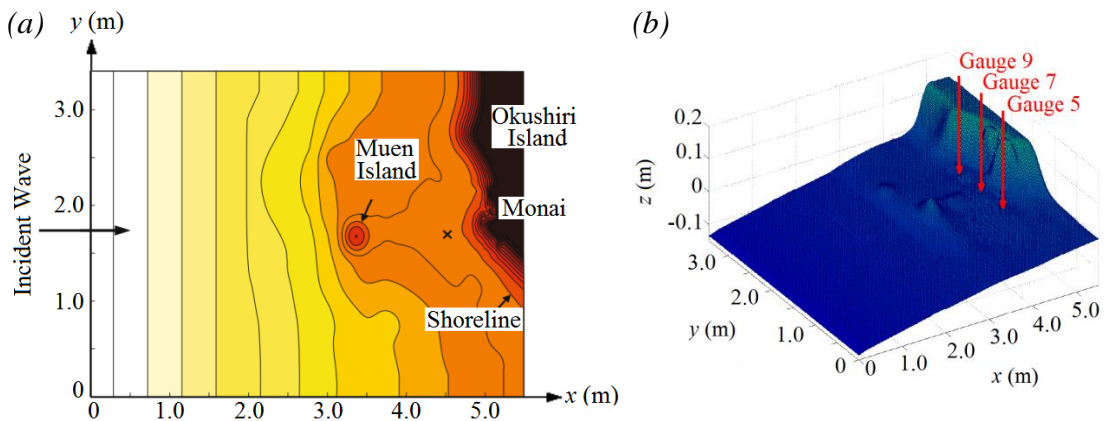 (a)
y (m)
3.0
2.0
1.0
0
Incident Wave
Okushiri
Island
Muen
Island
Monai
Shoreline
0 1.0 2.0 3.0 4.0 5.0
x (m)
(b)
Gauge 9
Gauge 7
Gauge 5
0.2
0.1
0
-0.1
z (m)
3.0
2.0
1.0
0
y (m)
0
1.0
2.0
3.0
4.0
5.0
x (m)